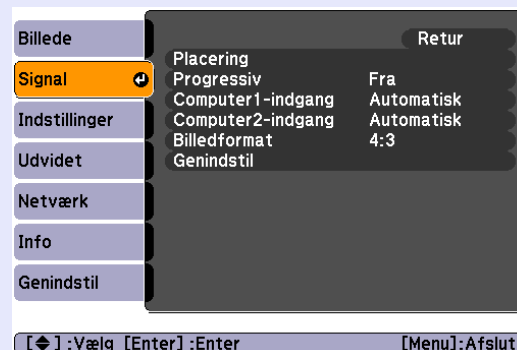 Billede
Signal
Indstillinger
Udvidet
Netværk
Info
Genindstil
Retur
Placering
Progressiv Fra
Computer1-indgang Automatisk
Computer2-indgang Automatisk
Billedformat 4:3
Genindstil
[◆] :Vælg [Enter] :Enter [Menu]:Afslut